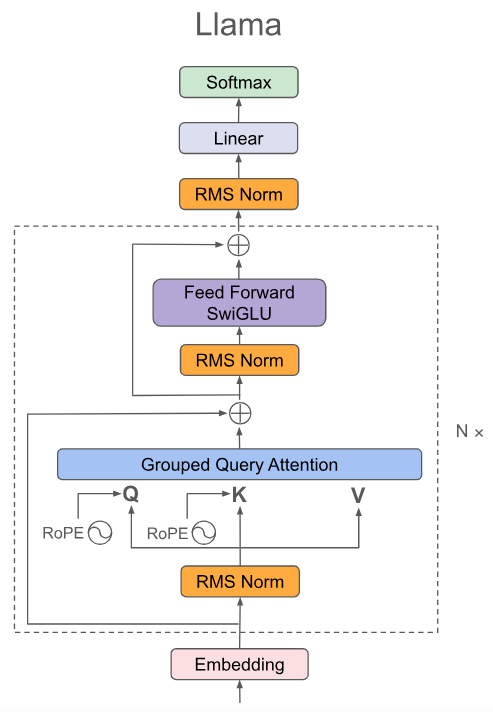 Llama
Softmax
Linear
RMS Norm
Feed Forward
SwiGLU
RMS Norm
N ×
Grouped Query Attention
Q K V
RoPE RoPE
RMS Norm
Embedding